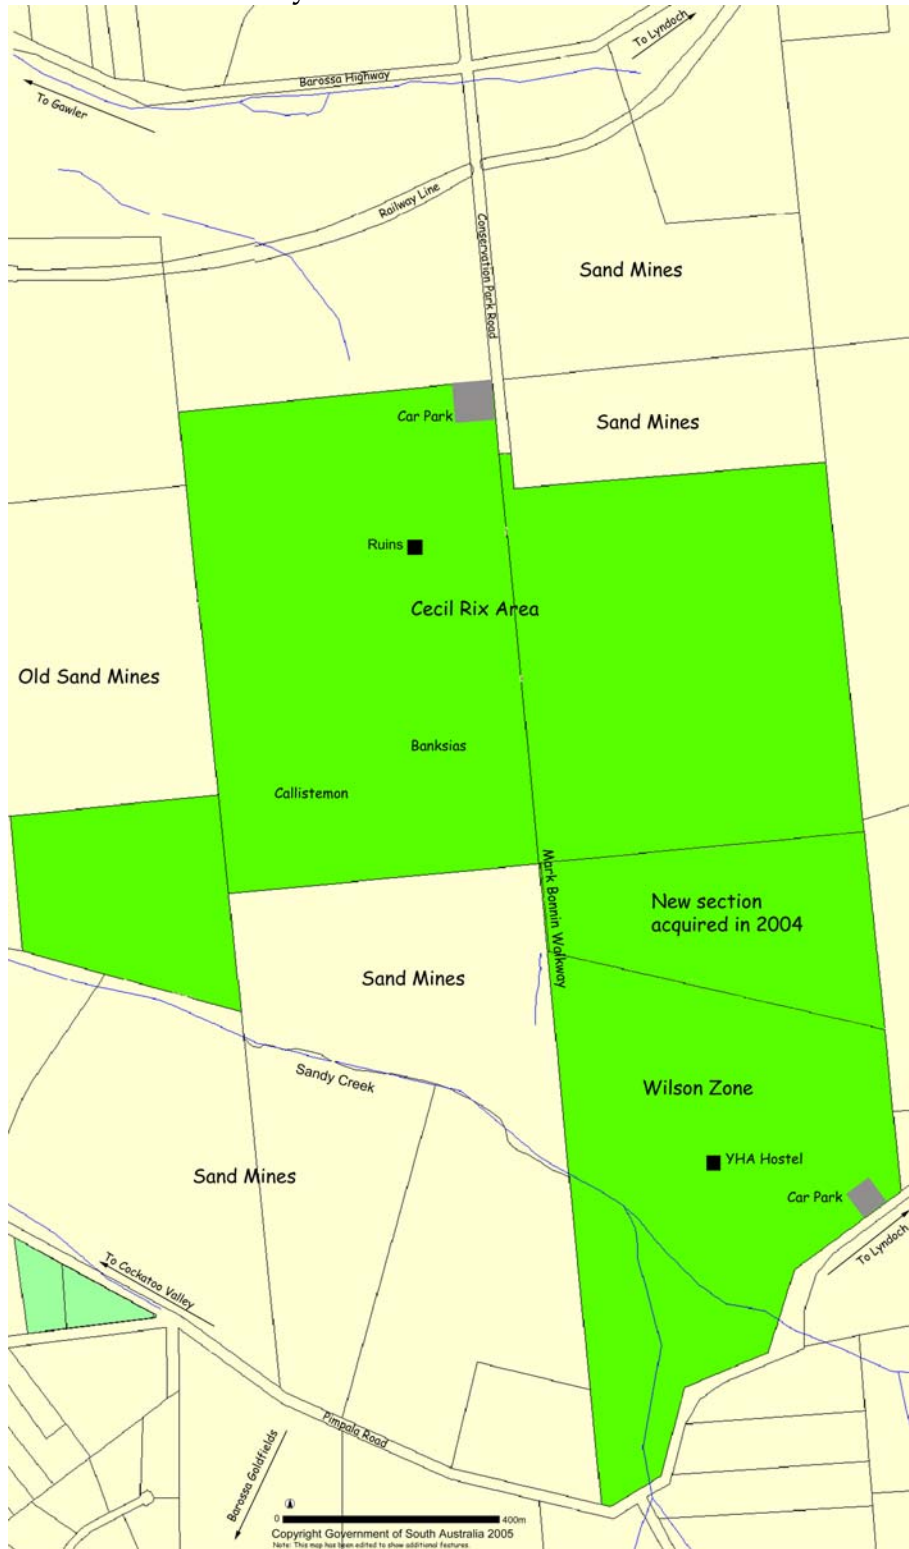 To Lyndoch
Barossa Highway
To Gawler
Railway Line
Conservation Park Road
Sand Mines
Car Park
Sand Mines
Ruins
Cecil Rix Area
Old Sand Mines
Banksias
Callistemon
Mark Bonnin Walkway
New section
acquired in 2004
Sand Mines
Sandy Creek
Wilson Zone
YHA Hostel
Sand Mines
Car Park
To Lyndoch
To Cockatoo Valley
Pimpala Road
Barossa Goldfields
0 400m
Copyright Government of South Australia 2005
Note: This map has been edited to show additional features.